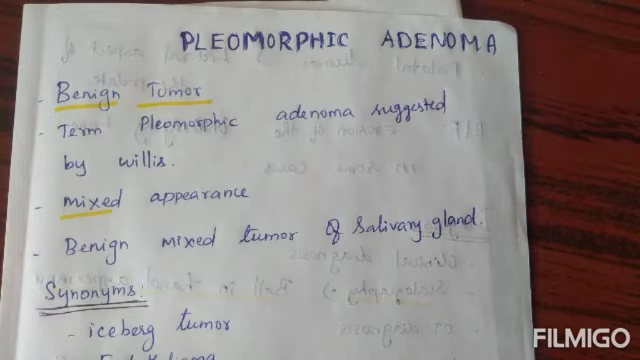 PLEOMORPHIC ADENOMA
- Benign Tumor
- Term Pleomorphic adenoma suggested
by willis.
- mixed appearance
- Benign mixed tumor of Salivary gland.
Synonyms:
- iceberg tumor
FILMIGO